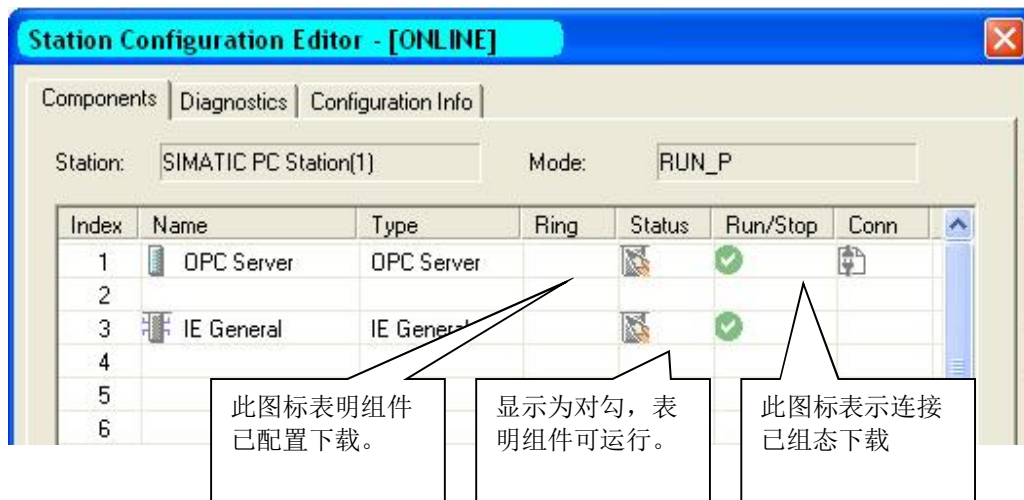 Station Configuration Editor - [ONLINE]
Components Diagnostics Configuration Info
Station: SIMATIC PC Station(1) Mode: RUN_P
Index Name Type Ring Status Run/Stop Conn
1 OPC Server OPC Server
2
3 IE General IE General
4
5
6
此图标表明组件
已配置下载。
显示为对勾，表
明组件可运行。
此图标表示连接
已组态下载